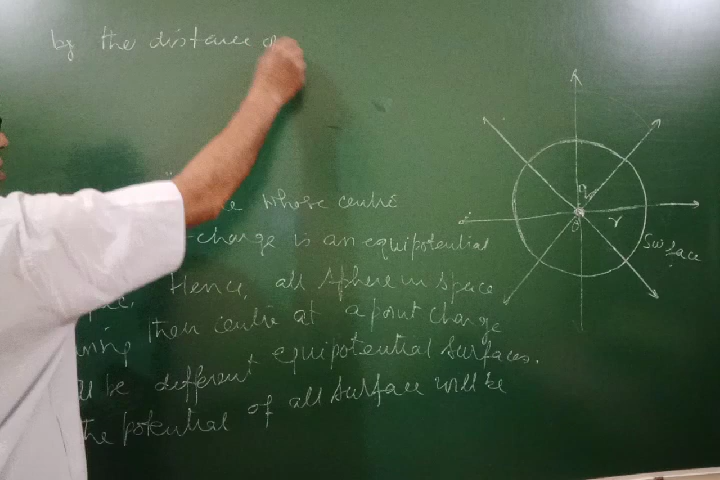 by the distance o
whose centre
charge is an equipotential
Hence, all sphere in space
their centre at a point charge
be different equipotential surfaces.
the potential of all surface will be
r
Surface